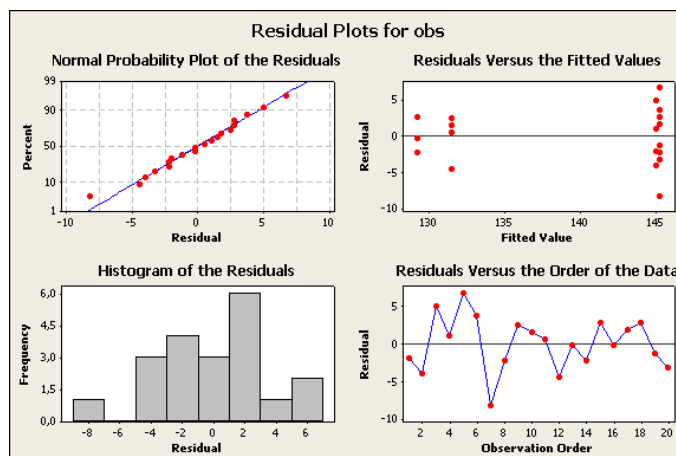 Residual Plots for obs
Normal Probability Plot of the Residuals
99
90
50
10
1
Percent
-10 -5 0 5 10
Residual
Residuals Versus the Fitted Values
5
0
-5
-10
Residual
130 135 140 145
Fitted Value
Histogram of the Residuals
6,0
4,5
3,0
1,5
0,0
Frequency
-8 -6 -4 -2 0 2 4 6
Residual
Residuals Versus the Order of the Data
5
0
-5
-10
Residual
2 4 6 8 10 12 14 16 18 20
Observation Order